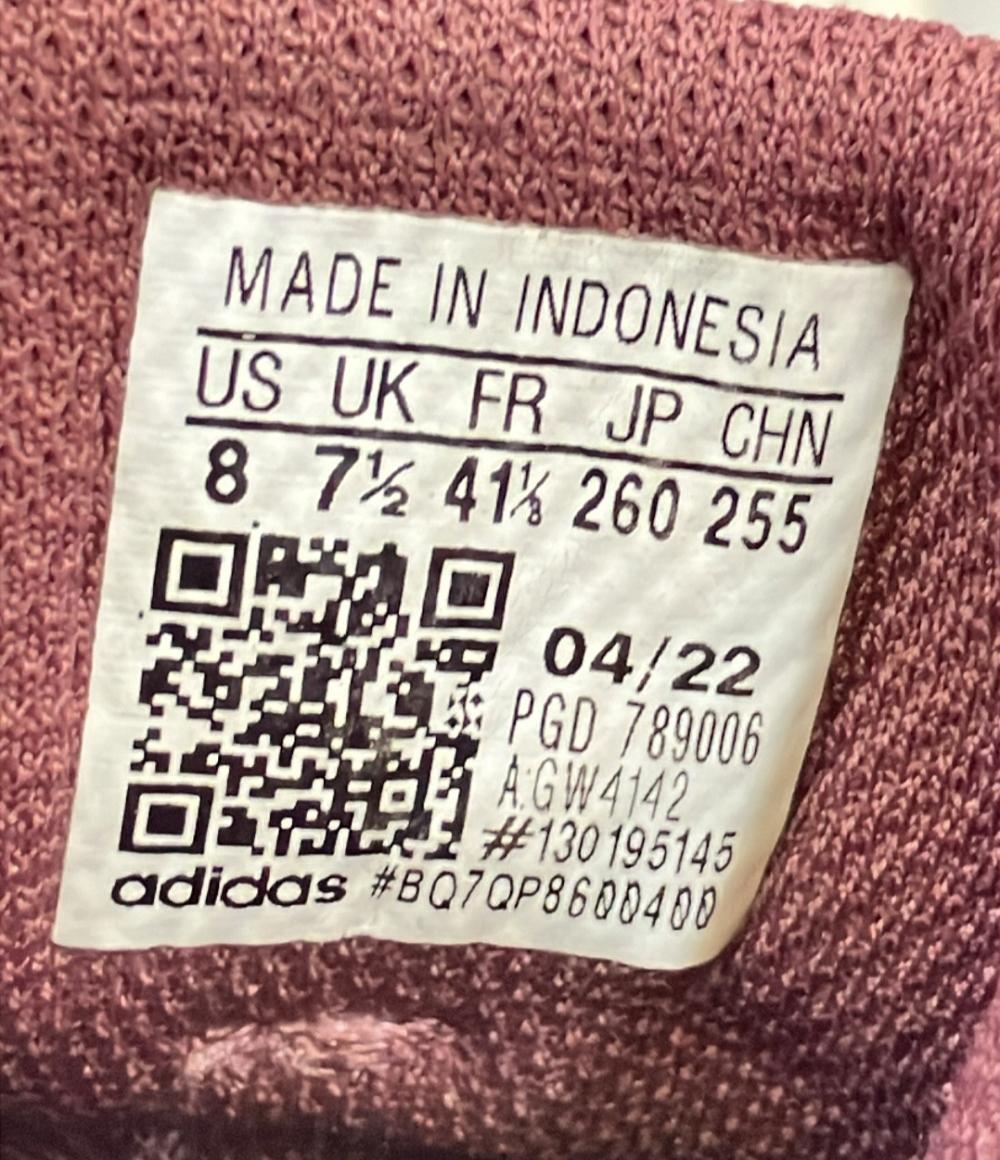 MADE IN INDONESIA
US UK FR JP CHN
8 7½ 41⅓ 260 255
04/22
PGD 789006
A:GW4142
#130195145
adidas #BQ7QP8600400